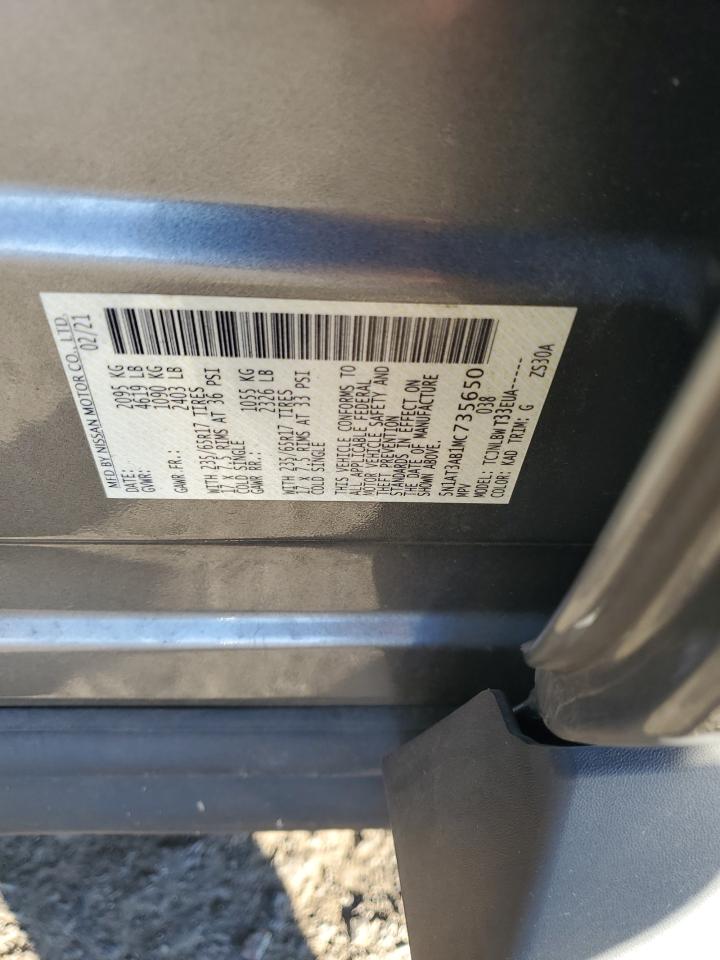 MFD BY NISSAN MOTOR CO., LTD.
DATE: 02/21
GVWR: 2095 KG
4619 LB
GAWR FR.: 1090 KG
2403 LB
WITH 235/65R17 TIRES
17 X 7.5 RIMS AT 36 PSI
COLD SINGLE
GAWR RR.: 1055 KG
2326 LB
WITH 235/65R17 TIRES
17 X 7.5 RIMS AT 33 PSI
COLD SINGLE
THIS VEHICLE CONFORMS TO
ALL APPLICABLE FEDERAL
MOTOR VEHICLE SAFETY AND
THEFT PREVENTION
STANDARDS IN EFFECT ON
THE DATE OF MANUFACTURE
SHOWN ABOVE.
5N1AT3AB1MC735650
MPV 038
MODEL: TCJNLBWT33EUA-----
COLOR: KAD TRIM: G ZS30A